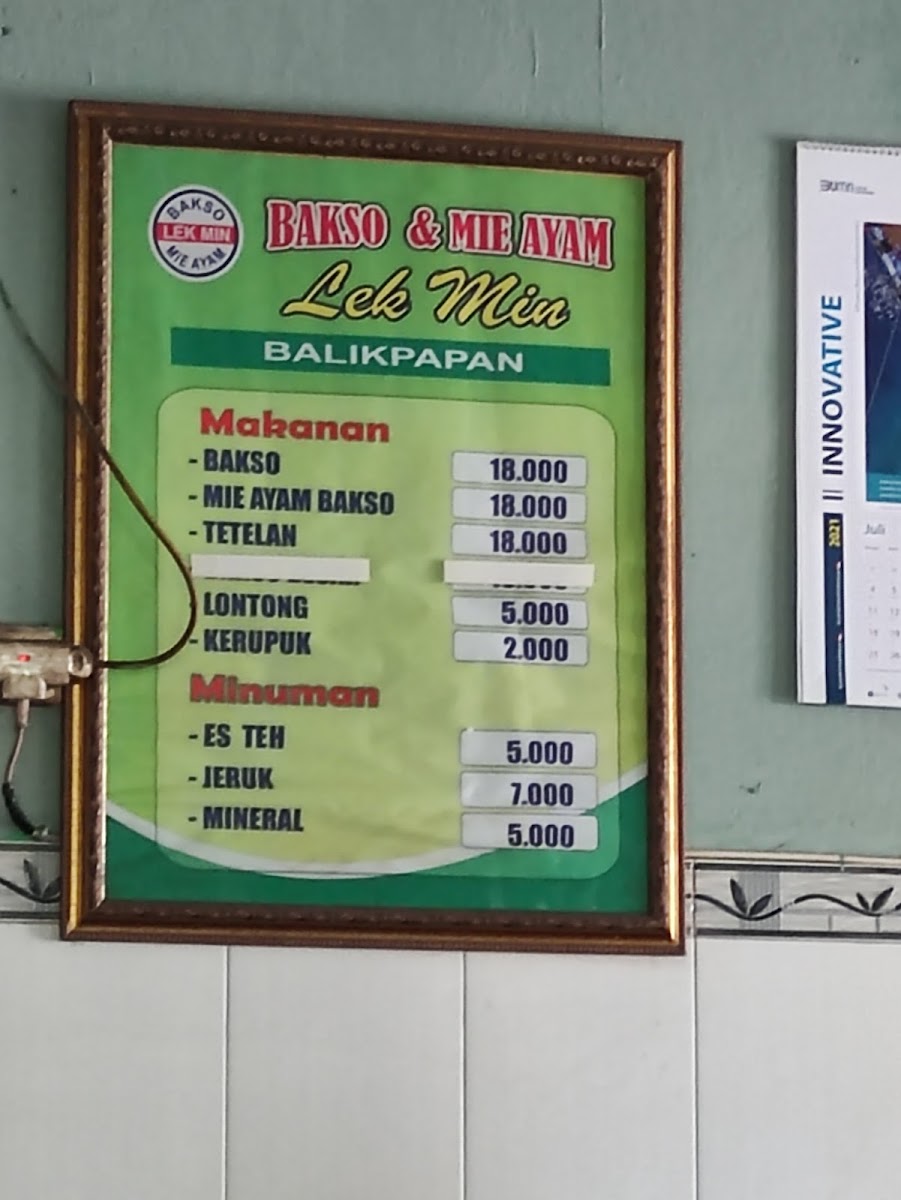 BAKSO
LEK MIN
MIE AYAM
BAKSO & MIE AYAM
Lek Min
BALIKPAPAN
Makanan
- BAKSO 18.000
- MIE AYAM BAKSO 18.000
- TETELAN 18.000
LONTONG 5.000
- KERUPUK 2.000
Minuman
- ES TEH 5.000
- JERUK 7.000
- MINERAL 5.000
BUMN
2021 || INNOVATIVE
Juli